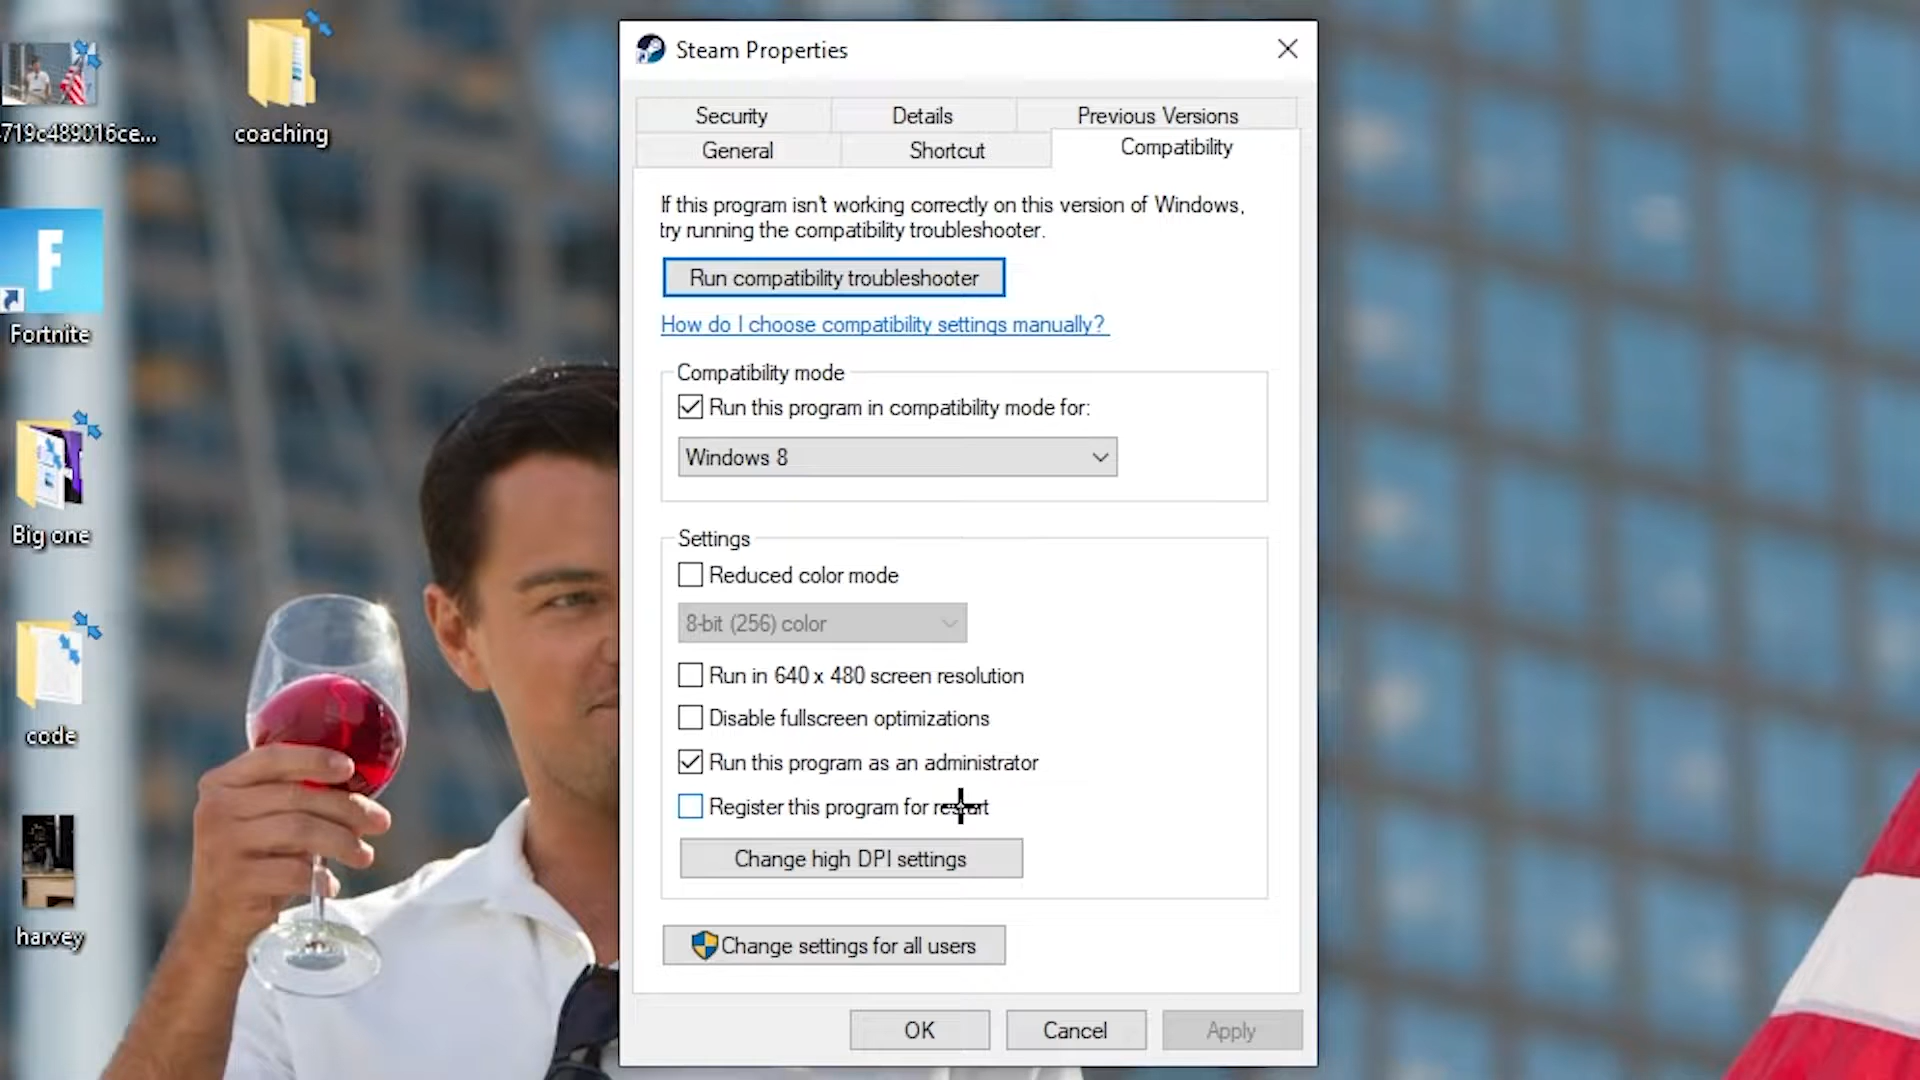 719c489016ce...
coaching
F
Fortnite
Big one
code
harvey
Steam Properties
Security
Details
Previous Versions
General
Shortcut
Compatibility
If this program isn't working correctly on this version of Windows,
try running the compatibility troubleshooter.
Run compatibility troubleshooter
How do I choose compatibility settings manually?
Compatibility mode
Run this program in compatibility mode for:
Windows 8
Settings
Reduced color mode
8-bit (256) color
Run in 640 x 480 screen resolution
Disable fullscreen optimizations
Run this program as an administrator
Register this program for restart
Change high DPI settings
Change settings for all users
OK
Cancel
Apply